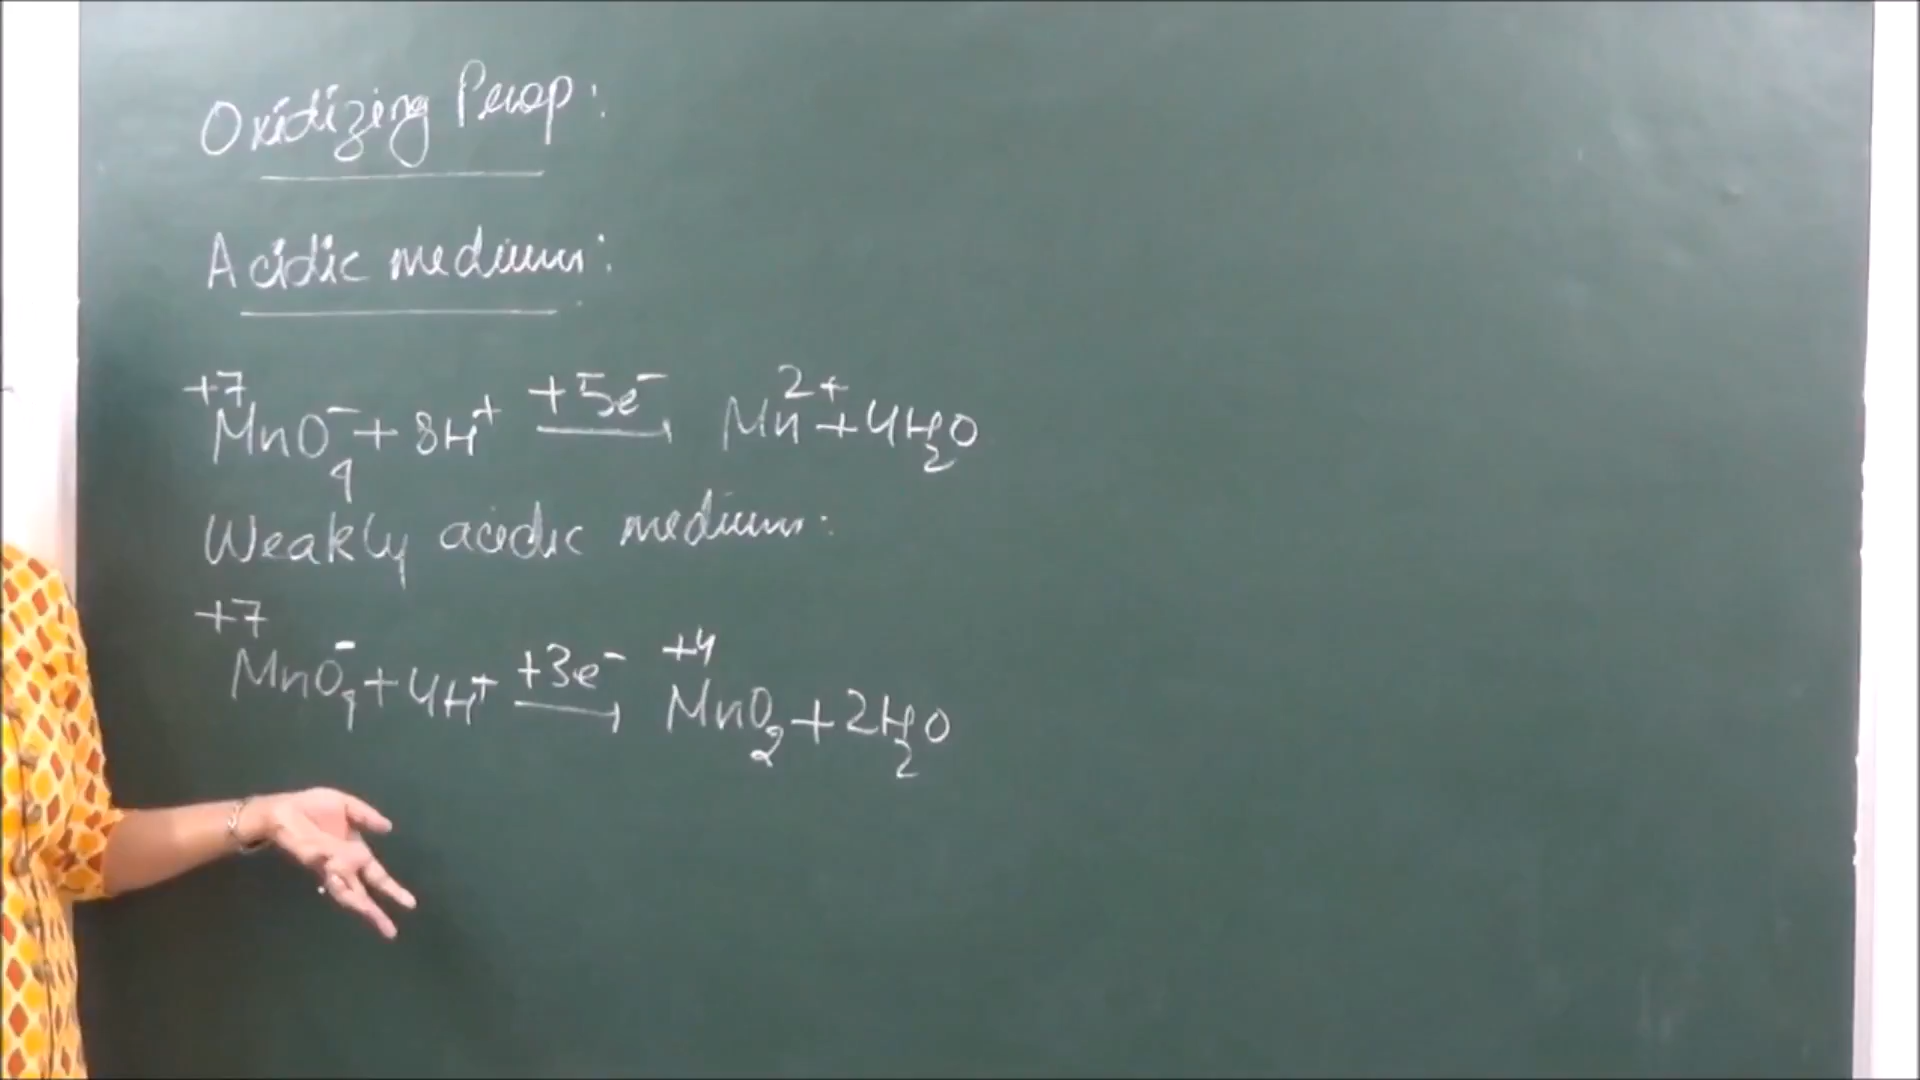 Oxidizing Prop:
Acidic medium:
+7 MnO₄⁻ + 8H⁺ +5e⁻ → Mn²⁺ + 4H₂O
Weakly acidic medium:
+7 +4
MnO₄⁻ + 4H⁺ +3e⁻ → MnO₂ + 2H₂O